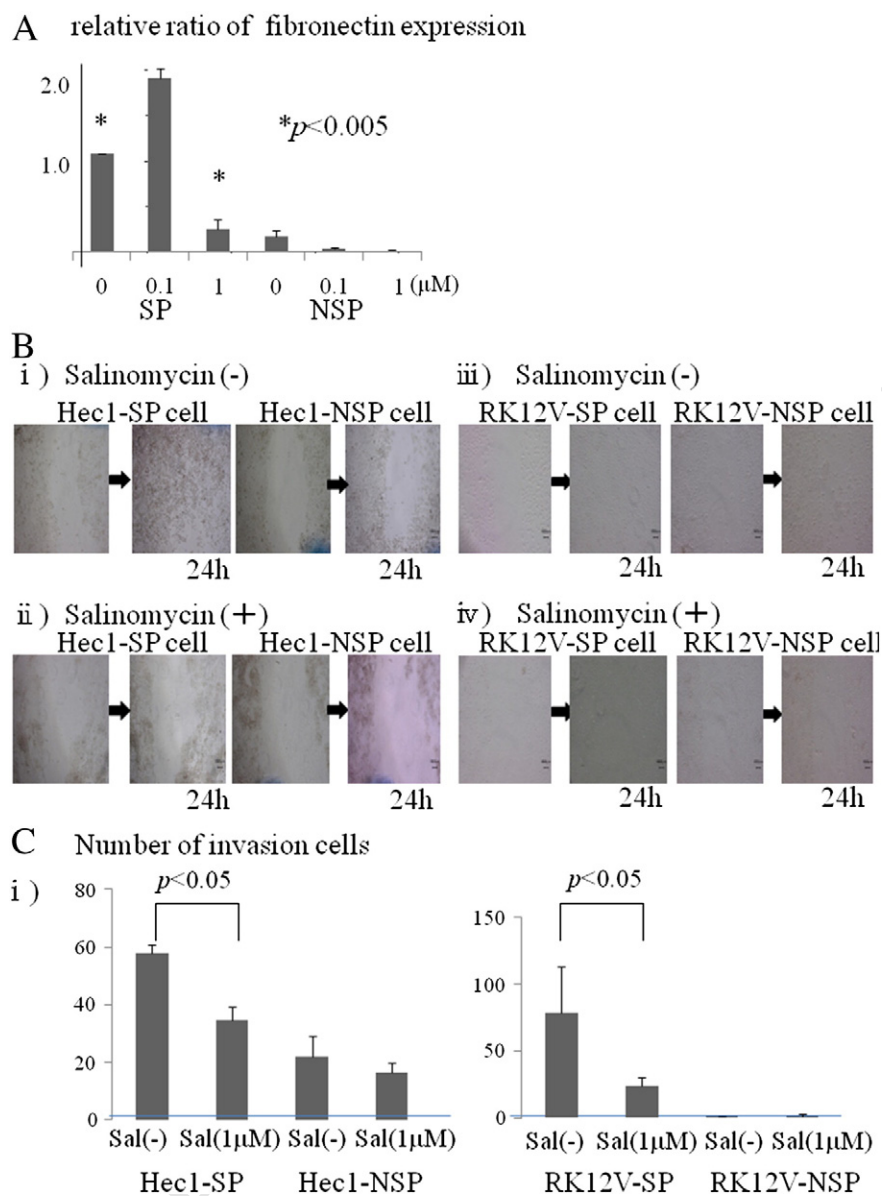 A relative ratio of fibronectin expression
2.0
1.0
*
*
*p<0.005
0 0.1 1 0 0.1 1 (μM)
SP NSP
B
i) Salinomycin (-)
Hec1-SP cell Hec1-NSP cell
24h 24h
iii) Salinomycin (-)
RK12V-SP cell RK12V-NSP cell
24h 24h
ii) Salinomycin (+)
Hec1-SP cell Hec1-NSP cell
24h 24h
iv) Salinomycin (+)
RK12V-SP cell RK12V-NSP cell
24h 24h
C Number of invasion cells
i)
p<0.05
80
60
40
20
0
Sal(-) Sal(1μM) Sal(-) Sal(1μM)
Hec1-SP Hec1-NSP
p<0.05
150
100
50
0
Sal(-) Sal(1μM) Sal(-) Sal(1μM)
RK12V-SP RK12V-NSP